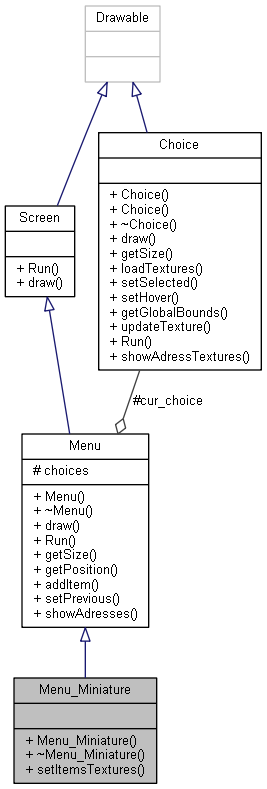 Drawable
Choice
+ Choice()
+ Choice()
+ ~Choice()
+ draw()
+ getSize()
+ loadTextures()
+ setSelected()
+ setHover()
+ getGlobalBounds()
+ updateTexture()
+ Run()
+ showAdressTextures()
Screen
+ Run()
+ draw()
#cur_choice
Menu
# choices
+ Menu()
+ ~Menu()
+ draw()
+ Run()
+ getSize()
+ getPosition()
+ addItem()
+ setPrevious()
+ showAdresses()
Menu_Miniature
+ Menu_Miniature()
+ ~Menu_Miniature()
+ setItemsTextures()